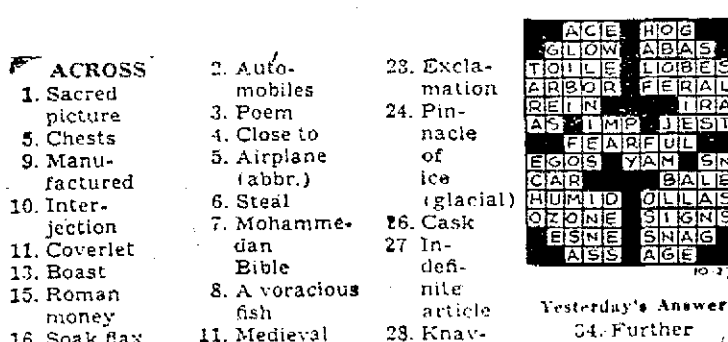 ACROSS
1. Sacred
picture
5. Chests
9. Manu-
factured
10. Inter-
jection
11. Coverlet
13. Boast
15. Roman
money
16. Soak flax
2. Auto-
mobiles
3. Poem
4. Close to
5. Airplane
(abbr.)
6. Steal
7. Mohamme-
dan
Bible
8. A voracious
fish
11. Medieval
23. Excla-
mation
24. Pin-
nacle
of
ice
(glacial)
26. Cask
27 In-
defi-
nite
article
28. Knav-
ACE HOG
GLOW ABAS
TOILE LOBES
ARBOR FERAL
REIN IRA
AS IMP JEST
FEARFUL
EGOS YAM SN
CAR BALE
HUMID OLLAS
OZONE SIGNS
ESNE SNAG
ASS AGE
Yesterday's Answer
34. Further